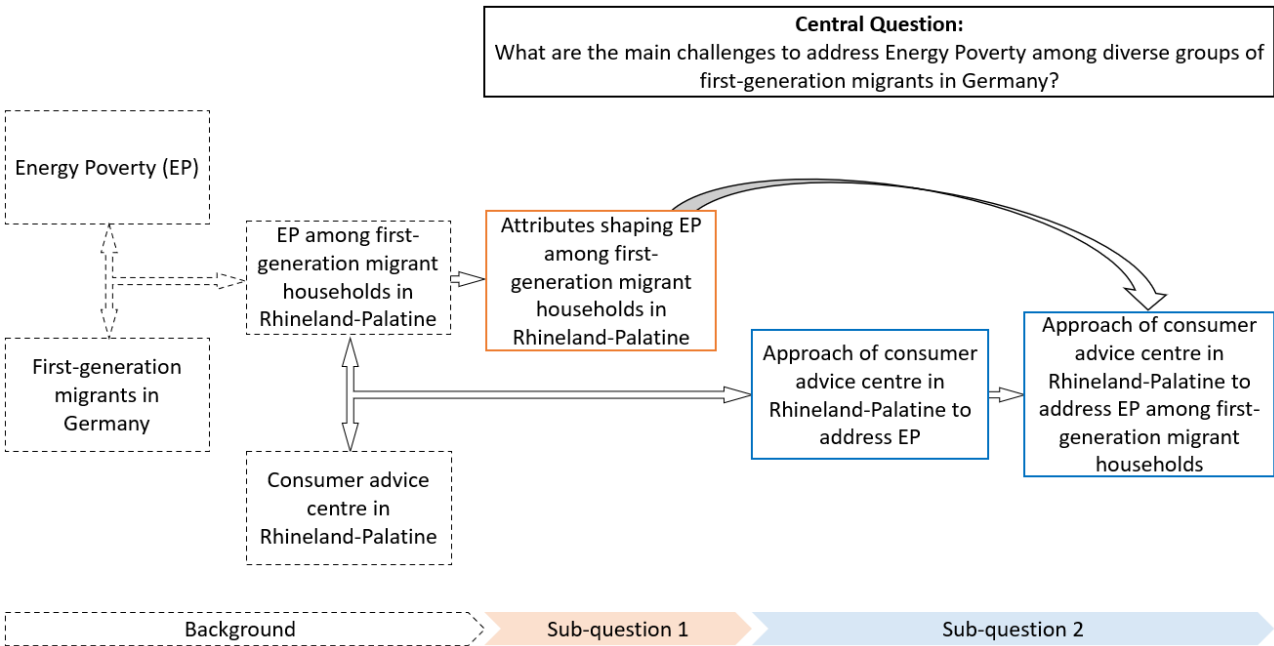 Central Question:
What are the main challenges to address Energy Poverty among diverse groups of
first-generation migrants in Germany?
Energy Poverty (EP)
First-generation
migrants in
Germany
EP among first-
generation migrant
households in
Rhineland-Palatine
Consumer advice
centre in
Rhineland-Palatine
Attributes shaping EP
among first-
generation migrant
households in
Rhineland-Palatine
Approach of consumer
advice centre in
Rhineland-Palatine to
address EP
Approach of consumer
advice centre in
Rhineland-Palatine to
address EP among first-
generation migrant
households
Background
Sub-question 1
Sub-question 2